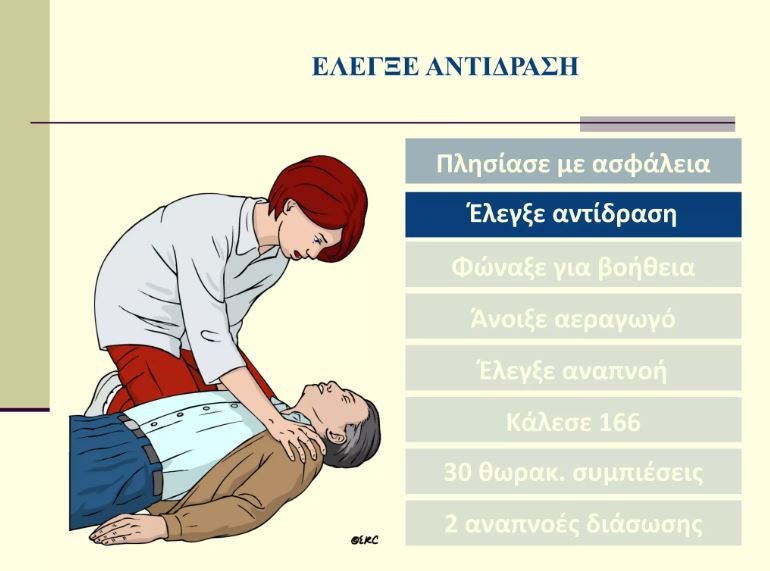 ΕΛΕΓΞΕ ΑΝΤΙΔΡΑΣΗ
Πλησίασε με ασφάλεια
Έλεγξε αντίδραση
Φώναξε για βοήθεια
Άνοιξε αεραγωγό
Έλεγξε αναπνοή
Κάλεσε 166
30 θωρακ. συμπιέσεις
2 αναπνοές διάσωσης
@ERC